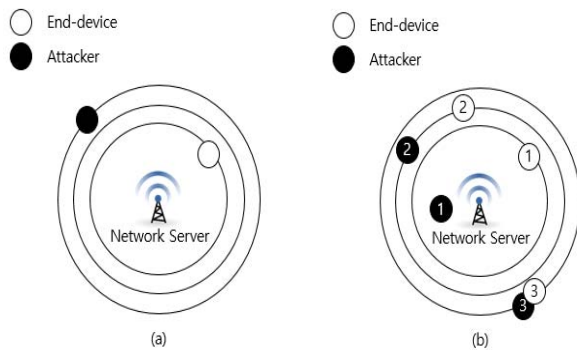 End-device
Attacker
Network Server
(a)
End-device
Attacker
2
2
1
1
Network Server
3
3
(b)